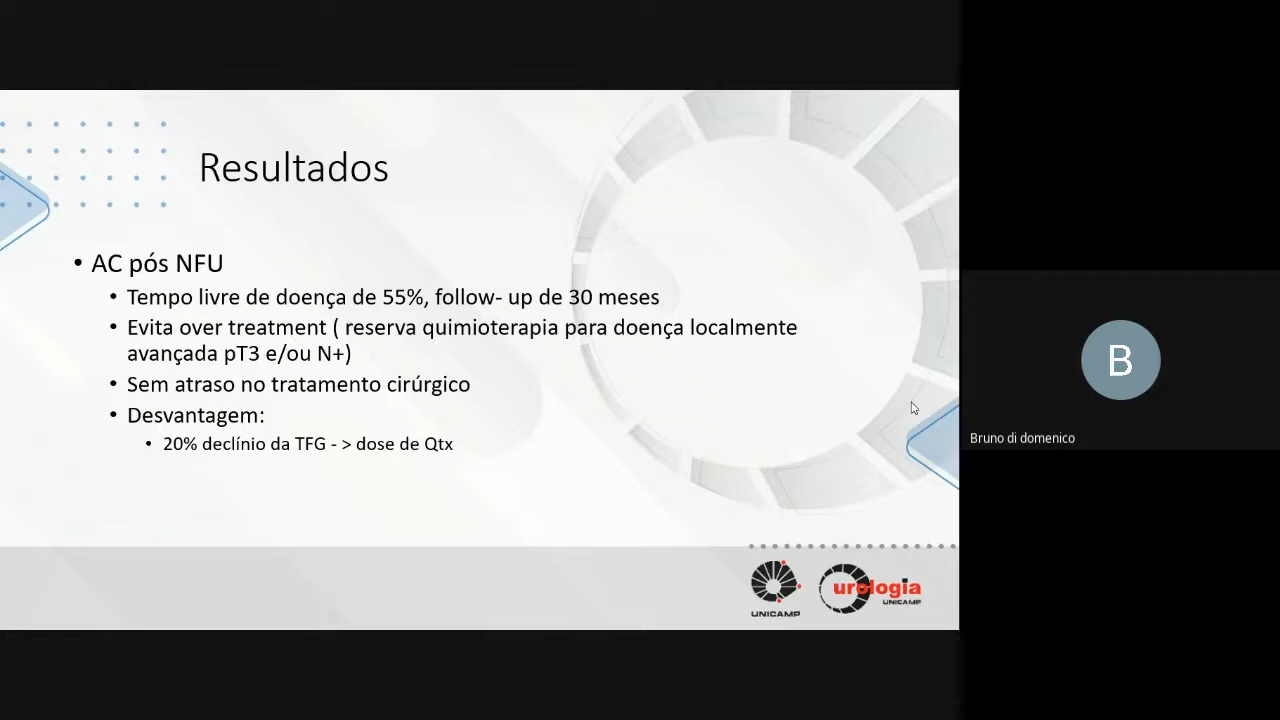 Resultados
• AC pós NFU
• Tempo livre de doença de 55%, follow- up de 30 meses
• Evita over treatment ( reserva quimioterapia para doença localmente
avançada pT3 e/ou N+)
• Sem atraso no tratamento cirúrgico
• Desvantagem:
• 20% declínio da TFG - > dose de Qtx
UNICAMP
urologia
UNICAMP
B
Bruno di domenico